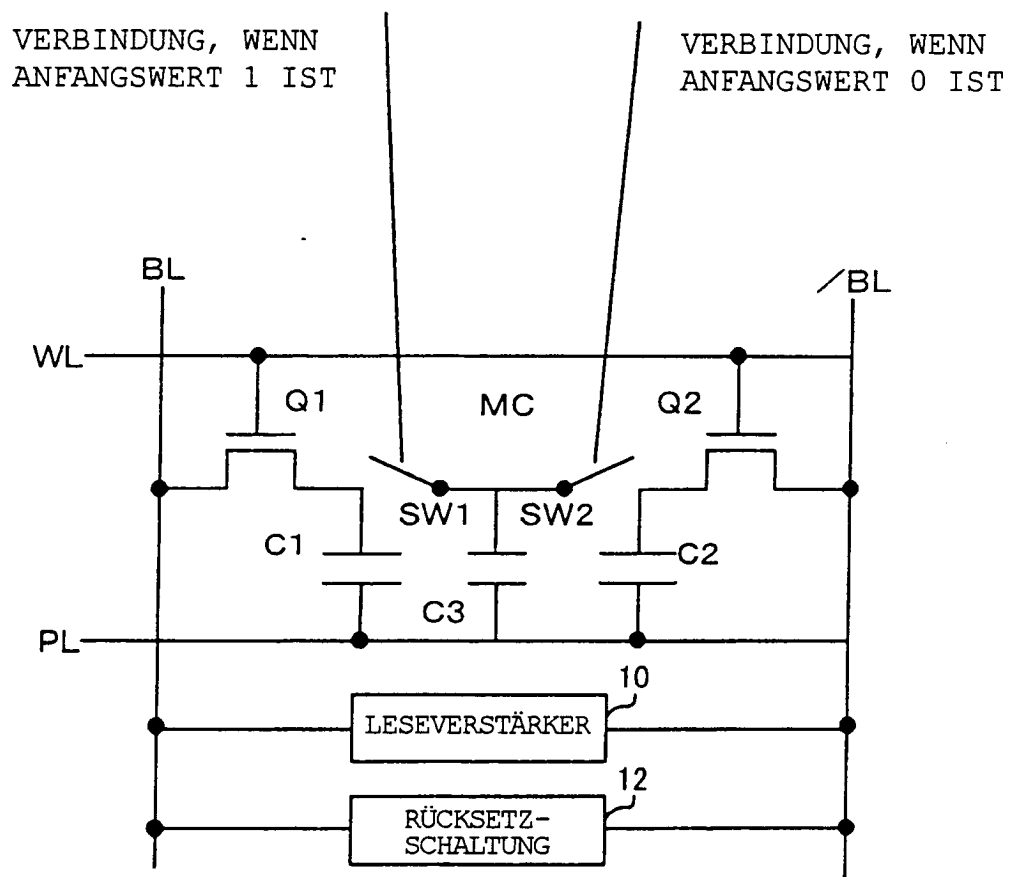 VERBINDUNG, WENN
ANFANGSWERT 1 IST
VERBINDUNG, WENN
ANFANGSWERT 0 IST
BL
/BL
WL
Q1
MC
Q2
SW1
SW2
C1
C2
C3
PL
10
LESEVERSTÄRKER
12
RÜCKSETZ-
SCHALTUNG